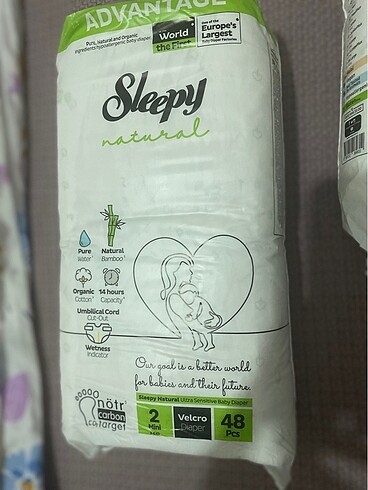 ADVANTAGE
Pure, Natural and Organic
ingredients hypoallergenic baby diaper
World
One of the
Europe's
Largest
Baby Diaper Factories
Sleepy
natural
Pure
Water
Natural
Bamboo
Organic
Cotton
14 hours
Capacity
Umbilical Cord
Cut-Out
Wetness
Indicator
Our goal is a better world
for babies and their future.
Sleepy Natural Ultra Sensitive Baby Diaper
nötr
carbon
target
2
Mini
Velcro
Diaper
48
Pcs